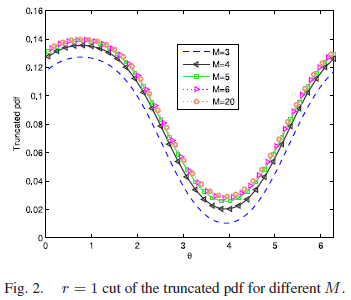 0.16
0.14
0.12
0.1
0.08
0.06
0.04
0.02
0
Truncated pdf
M=3
M=4
M=5
M=6
M=20
0 1 2 3 4 5 6
θ
Fig. 2. r = 1 cut of the truncated pdf for different M.